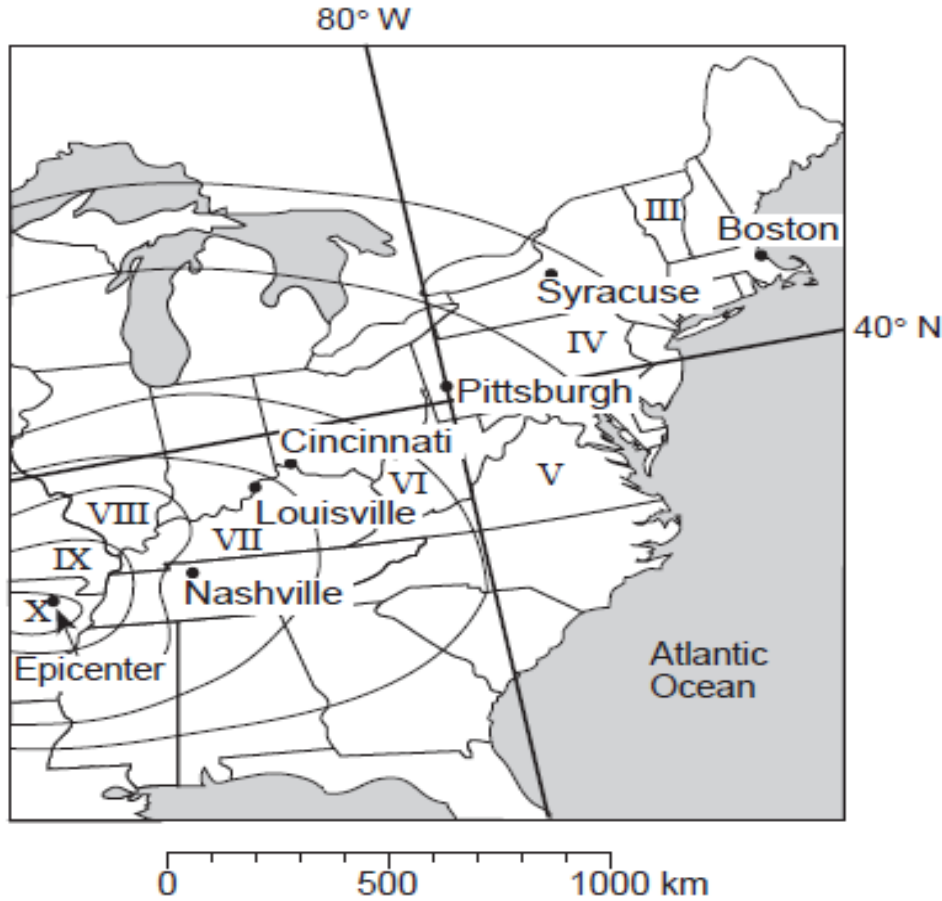 80° W
III
Boston
Syracuse
40° N
IV
Pittsburgh
Cincinnati
VI
V
VIII
Louisville
VII
IX
Nashville
X
Epicenter
Atlantic
Ocean
0 500 1000 km